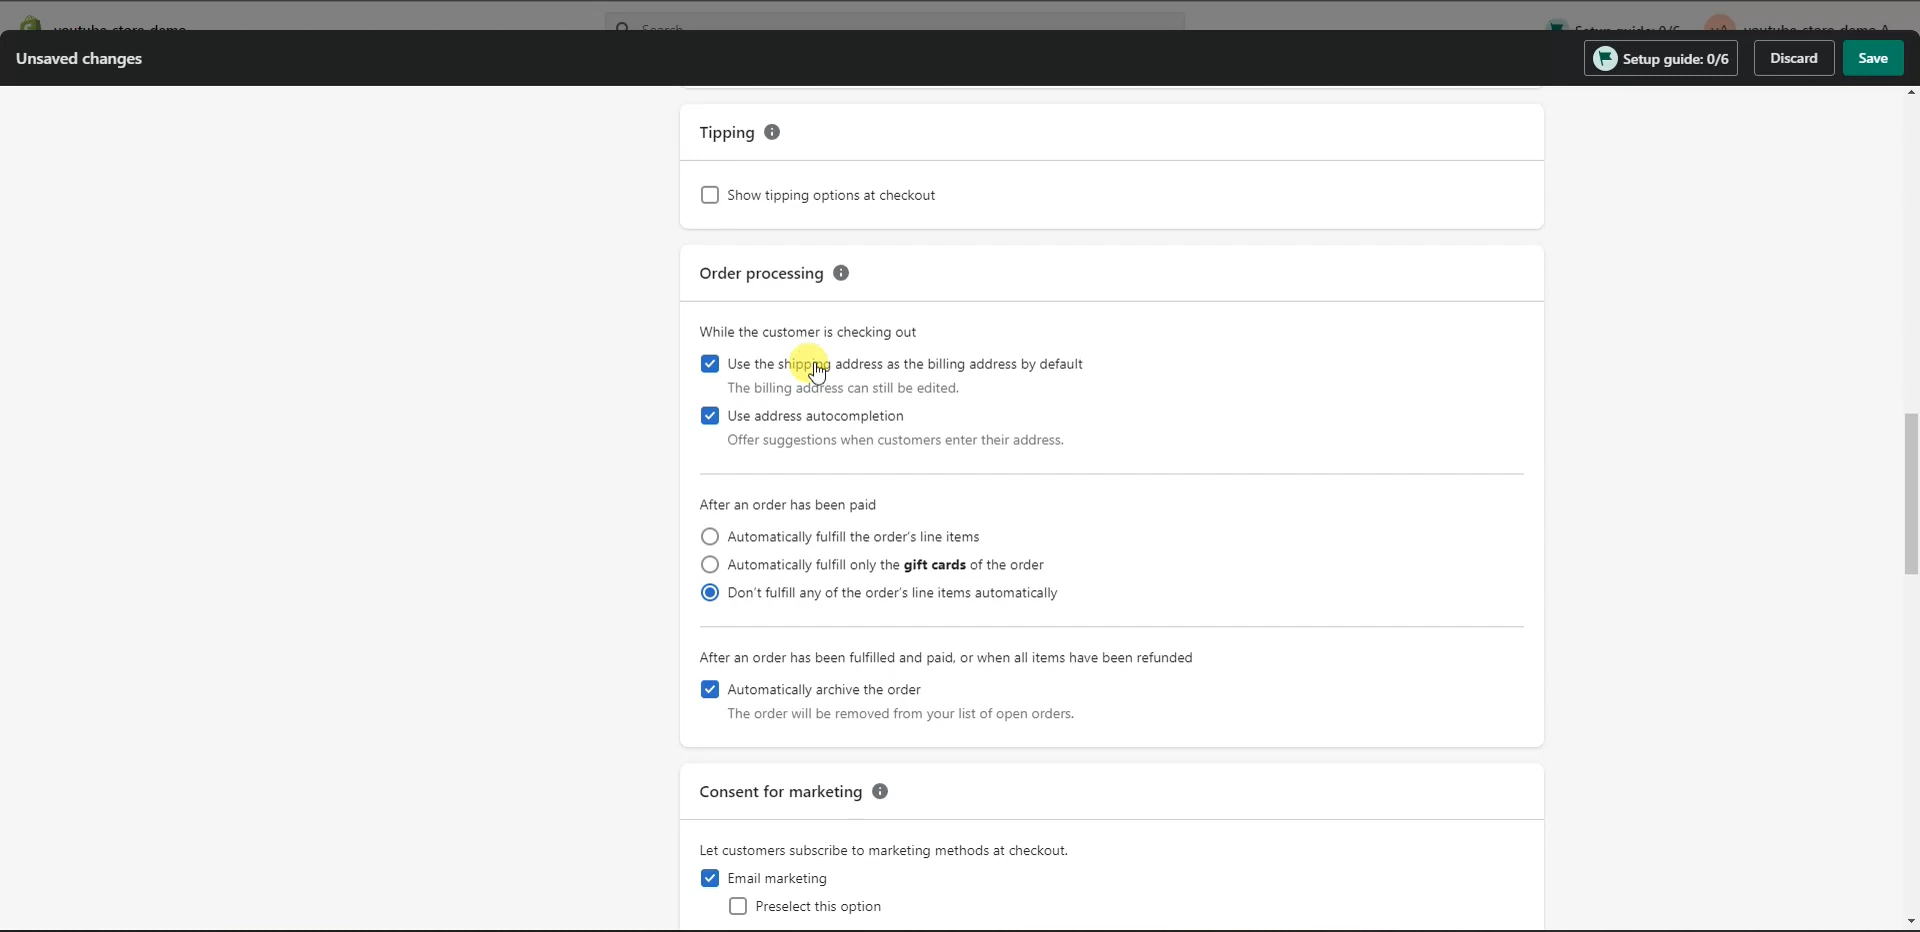 youtube-store-demo
Search
Unsaved changes
Setup guide: 0/6
Discard
Save
Tipping
Show tipping options at checkout
Order processing
While the customer is checking out
Use the shipping address as the billing address by default
The billing address can still be edited.
Use address autocompletion
Offer suggestions when customers enter their address.
After an order has been paid
Automatically fulfill the order's line items
Automatically fulfill only the gift cards of the order
Don't fulfill any of the order's line items automatically
After an order has been fulfilled and paid, or when all items have been refunded
Automatically archive the order
The order will be removed from your list of open orders.
Consent for marketing
Let customers subscribe to marketing methods at checkout.
Email marketing
Preselect this option